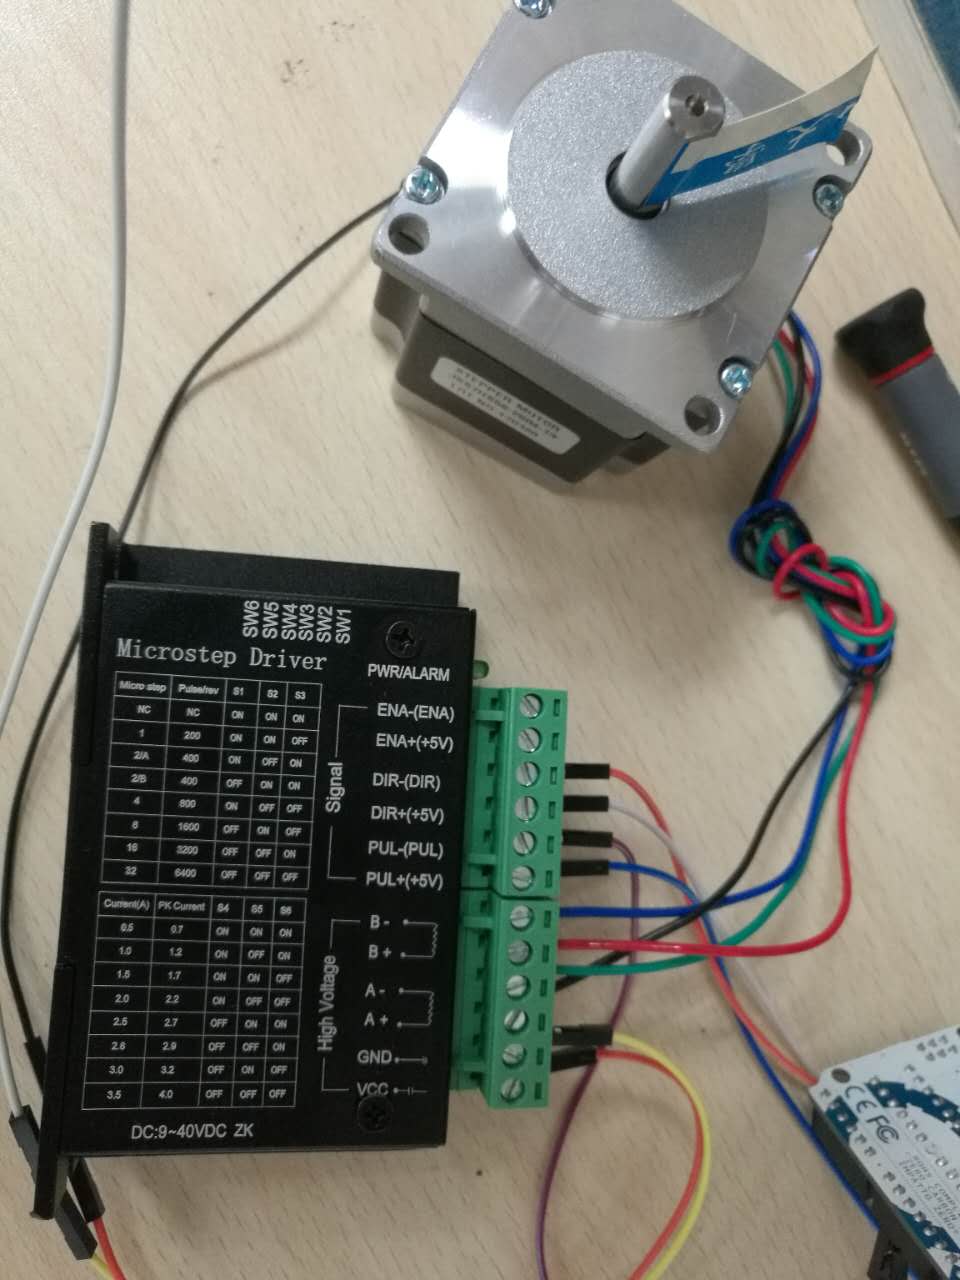 STEPPER MOTOR
SW6
SW5
SW4
SW3
SW2
SW1
Microstep Driver
PWR/ALARM
Micro step Pulse/rev S1 S2 S3
NC NC ON ON ON
1 200 ON ON OFF
2/A 400 ON OFF ON
2/B 400 OFF ON ON
4 800 ON OFF OFF
8 1600 OFF ON OFF
16 3200 OFF OFF ON
32 6400 OFF OFF OFF
Current(A) PK Current S4 S5 S6
0.5 0.7 ON ON ON
1.0 1.2 ON OFF ON
1.5 1.7 ON ON OFF
2.0 2.2 ON OFF OFF
2.5 2.7 OFF ON ON
2.8 2.9 OFF OFF ON
3.0 3.2 OFF ON OFF
3.5 4.0 OFF OFF OFF
DC:9~40VDC ZK
Signal
ENA-(ENA)
ENA+(+5V)
DIR-(DIR)
DIR+(+5V)
PUL-(PUL)
PUL+(+5V)
High Voltage
B -
B +
A -
A +
GND
VCC
CE FC